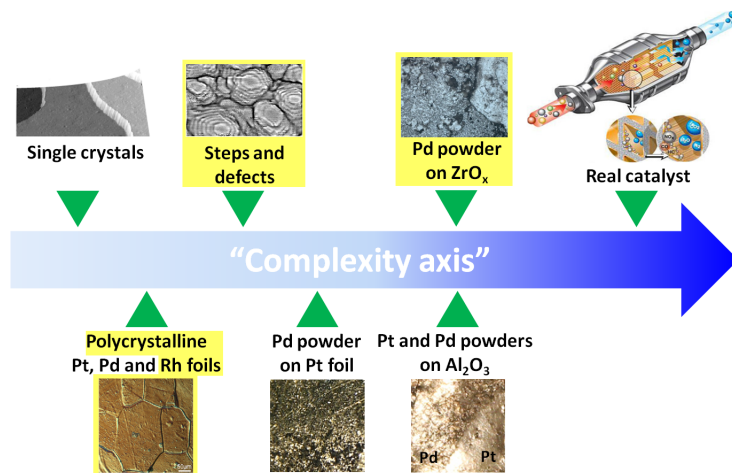 Single crystals
Steps and
defects
Pd powder
on ZrOₓ
Real catalyst
"Complexity axis"
Polycrystalline
Pt, Pd and Rh foils
Pd powder
on Pt foil
Pt and Pd powders
on Al₂O₃
Pd
Pt